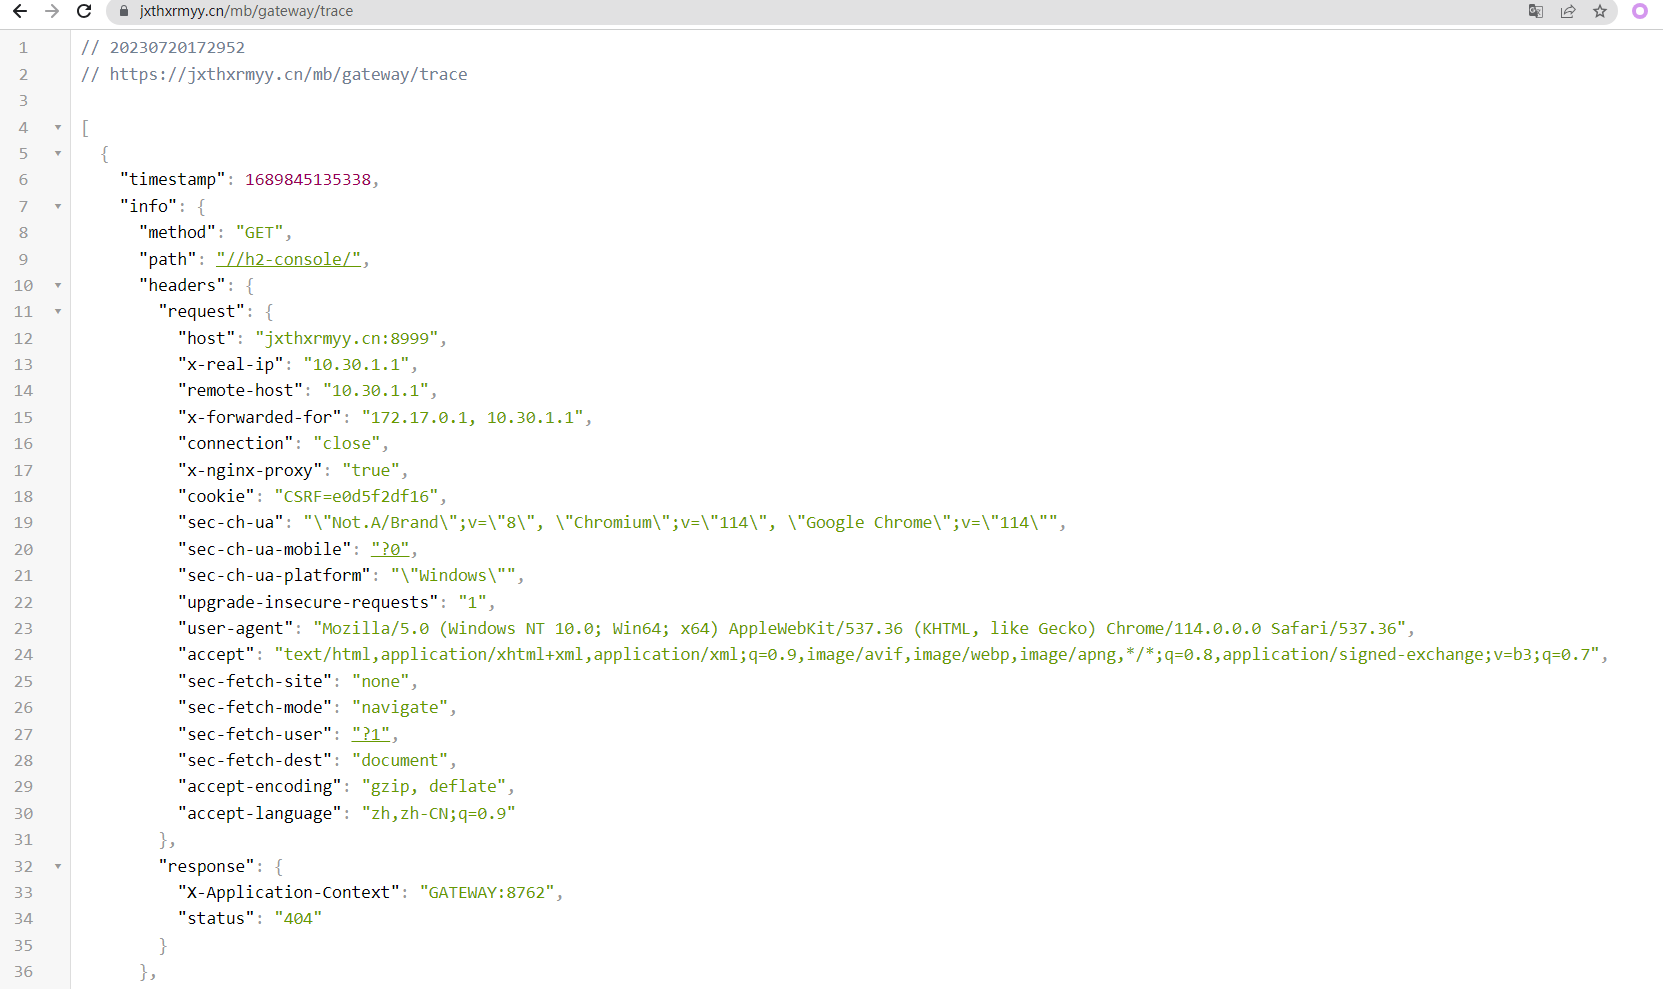 jxthxrmyy.cn/mb/gateway/trace
1 // 20230720172952
2 // https://jxthxrmyy.cn/mb/gateway/trace
3
4 [
5 {
6 "timestamp": 1689845135338,
7 "info": {
8 "method": "GET",
9 "path": "//h2-console/",
10 "headers": {
11 "request": {
12 "host": "jxthxrmyy.cn:8999",
13 "x-real-ip": "10.30.1.1",
14 "remote-host": "10.30.1.1",
15 "x-forwarded-for": "172.17.0.1, 10.30.1.1",
16 "connection": "close",
17 "x-nginx-proxy": "true",
18 "cookie": "CSRF=e0d5f2df16",
19 "sec-ch-ua": "\"Not.A/Brand\";v=\"8\", \"Chromium\";v=\"114\", \"Google Chrome\";v=\"114\"",
20 "sec-ch-ua-mobile": "?0",
21 "sec-ch-ua-platform": "\"Windows\"",
22 "upgrade-insecure-requests": "1",
23 "user-agent": "Mozilla/5.0 (Windows NT 10.0; Win64; x64) AppleWebKit/537.36 (KHTML, like Gecko) Chrome/114.0.0.0 Safari/537.36",
24 "accept": "text/html,application/xhtml+xml,application/xml;q=0.9,image/avif,image/webp,image/apng,*/*;q=0.8,application/signed-exchange;v=b3;q=0.7",
25 "sec-fetch-site": "none",
26 "sec-fetch-mode": "navigate",
27 "sec-fetch-user": "?1",
28 "sec-fetch-dest": "document",
29 "accept-encoding": "gzip, deflate",
30 "accept-language": "zh,zh-CN;q=0.9"
31 },
32 "response": {
33 "X-Application-Context": "GATEWAY:8762",
34 "status": "404"
35 }
36 },